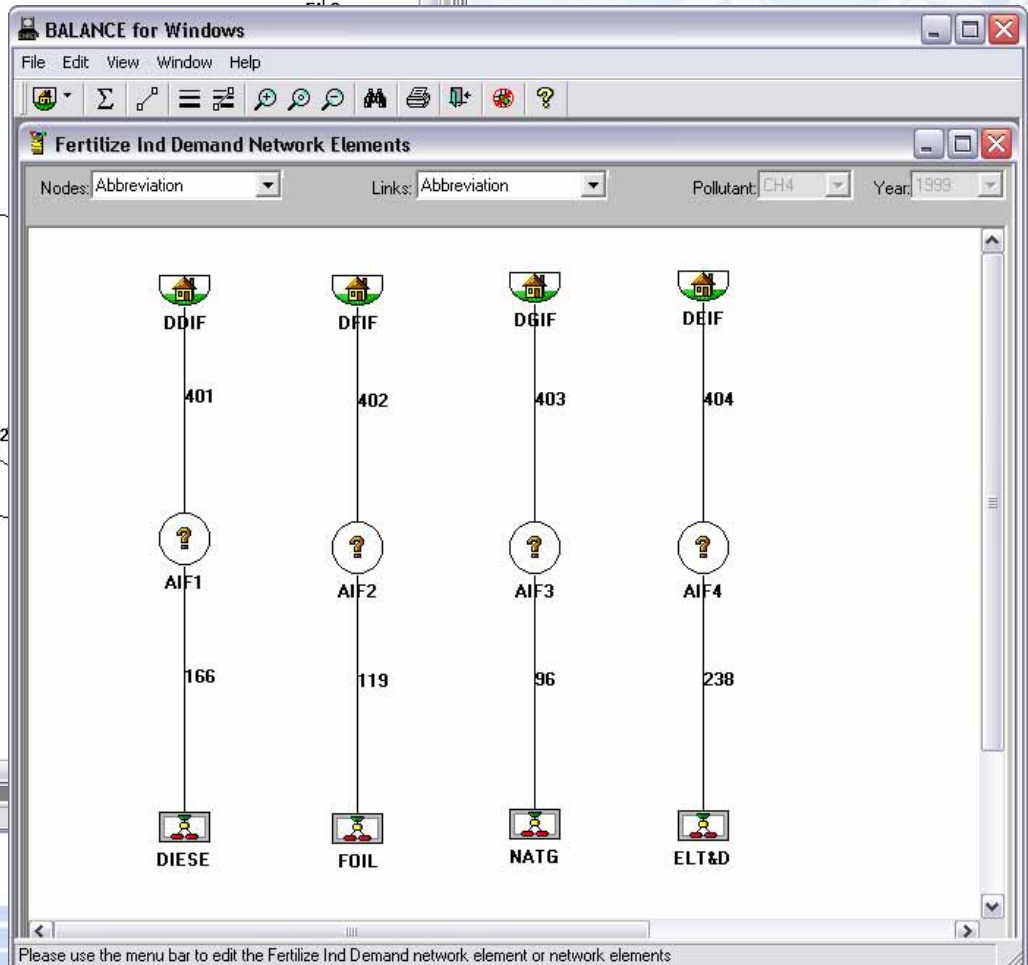 BALANCE for Windows
File Edit View Window Help
Fertilize Ind Demand Network Elements
Nodes: Abbreviation Links: Abbreviation Pollutant: CH4 Year: 1999
DDIF DFIF DGIF DEIF
401 402 403 404
AIF1 AIF2 AIF3 AIF4
166 119 96 238
DIESE FOIL NATG ELT&D
Please use the menu bar to edit the Fertilize Ind Demand network element or network elements